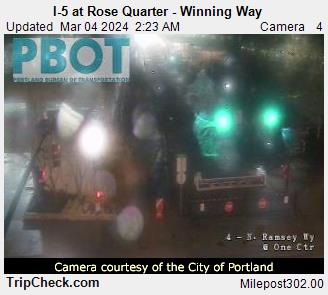 I-5 at Rose Quarter - Winning Way
Updated Mar 04 2024 2:23 AM Camera 4
PBOT
PORTLAND BUREAU OF TRANSPORTATION
4 - N. Ramsey Wy
@ One Ctr
Camera courtesy of the City of Portland
TripCheck.com Milepost302.00